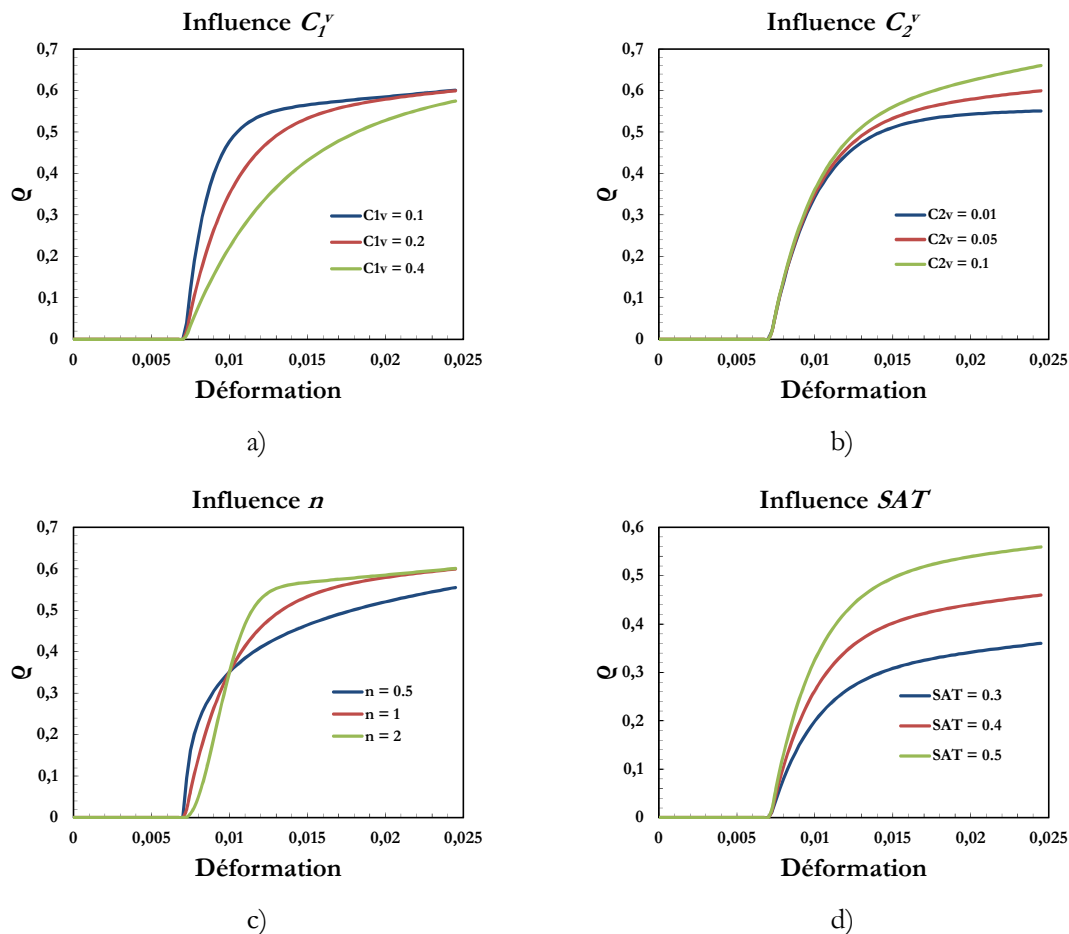 Influence C₁ᵛ
0,7
0,6
0,5
0,4
0,3
0,2
0,1
0
Q
C1v = 0.1
C1v = 0.2
C1v = 0.4
0 0,005 0,01 0,015 0,02 0,025
Déformation
a)
Influence C₂ᵛ
0,7
0,6
0,5
0,4
0,3
0,2
0,1
0
Q
C2v = 0.01
C2v = 0.05
C2v = 0.1
0 0,005 0,01 0,015 0,02 0,025
Déformation
b)
Influence n
0,7
0,6
0,5
0,4
0,3
0,2
0,1
0
Q
n = 0.5
n = 1
n = 2
0 0,005 0,01 0,015 0,02 0,025
Déformation
c)
Influence SAT
0,6
0,5
0,4
0,3
0,2
0,1
0
Q
SAT = 0.3
SAT = 0.4
SAT = 0.5
0 0,005 0,01 0,015 0,02 0,025
Déformation
d)